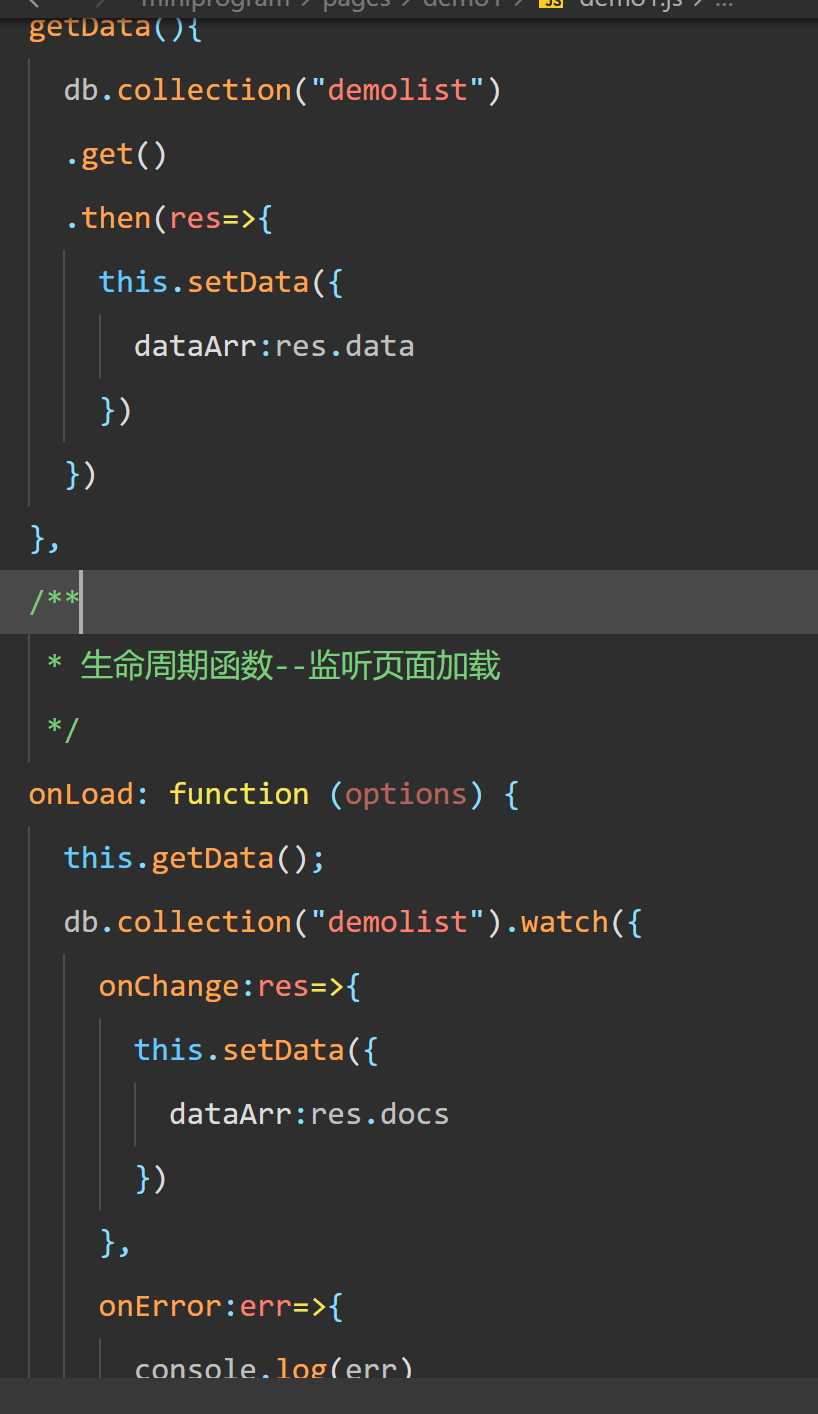 miniprogram > pages > demo1 > JS demo1.js > ...
getData(){
db.collection("demolist")
.get()
.then(res=>{
this.setData({
dataArr:res.data
})
})
},
/**
* 生命周期函数--监听页面加载
*/
onLoad: function (options) {
this.getData();
db.collection("demolist").watch({
onChange:res=>{
this.setData({
dataArr:res.docs
})
},
onError:err=>{
console.log(err)